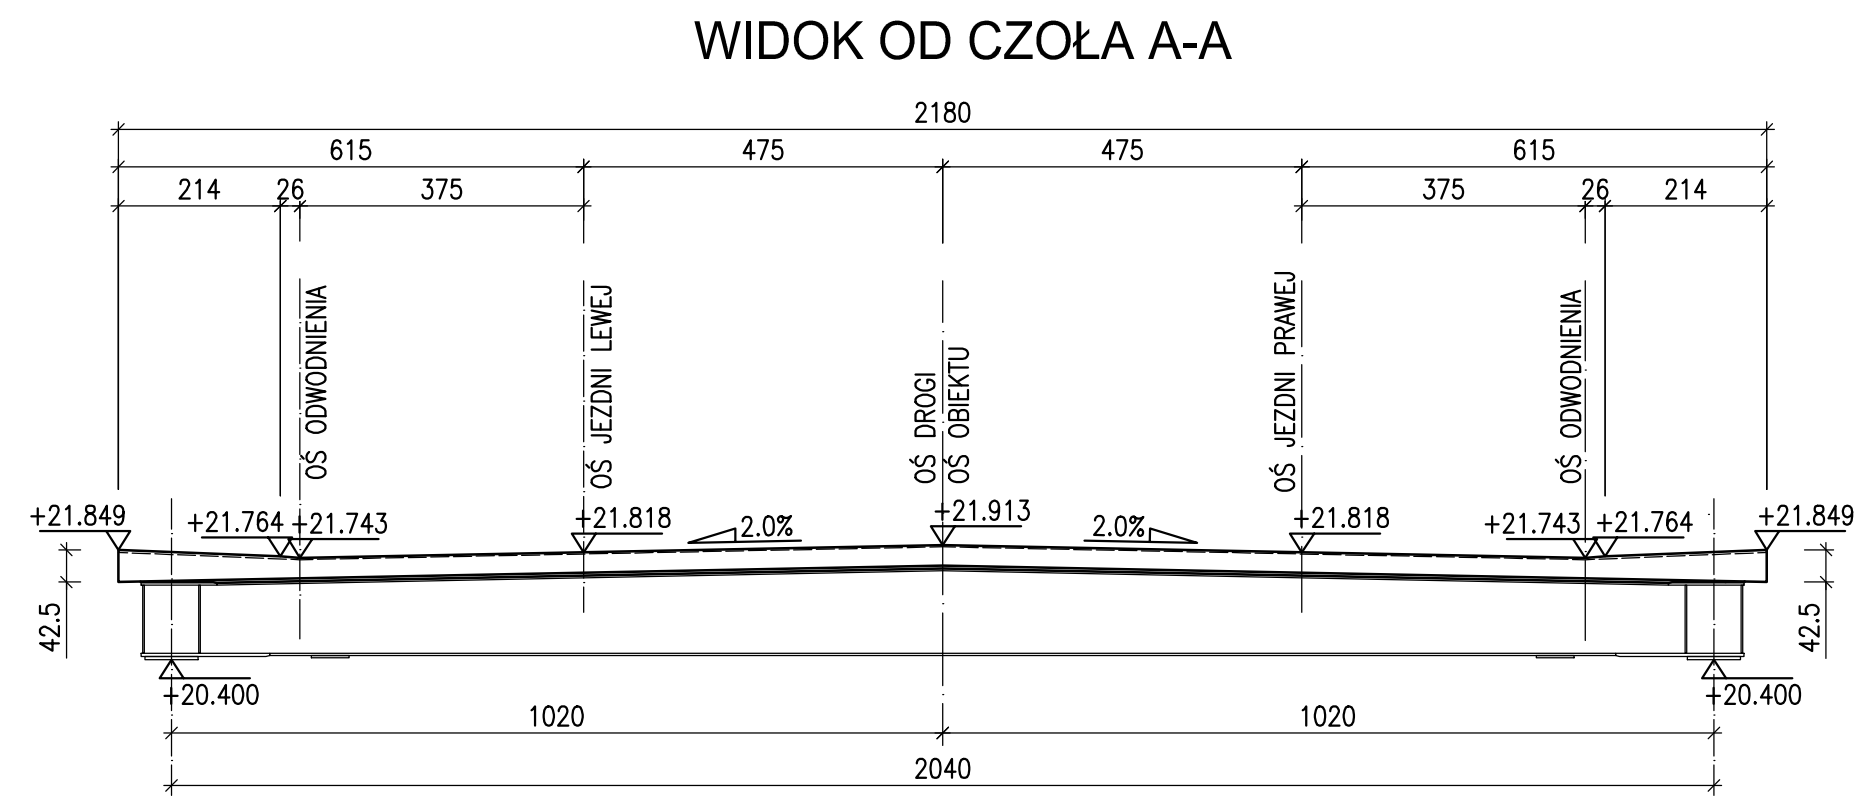 WIDOK OD CZOŁA A-A
2180
615 475 475 615
214 26 375 375 26 214
OŚ ODWODNIENIA
OŚ JEZDNI LEWEJ
OŚ DROGI
OŚ OBIEKTU
OŚ JEZDNI PRAWEJ
OŚ ODWODNIENIA
+21.849 +21.764 +21.743 +21.818 2.0% +21.913 2.0% +21.818 +21.743 +21.764 +21.849
42.5 42.5
+20.400 +20.400
1020 1020
2040